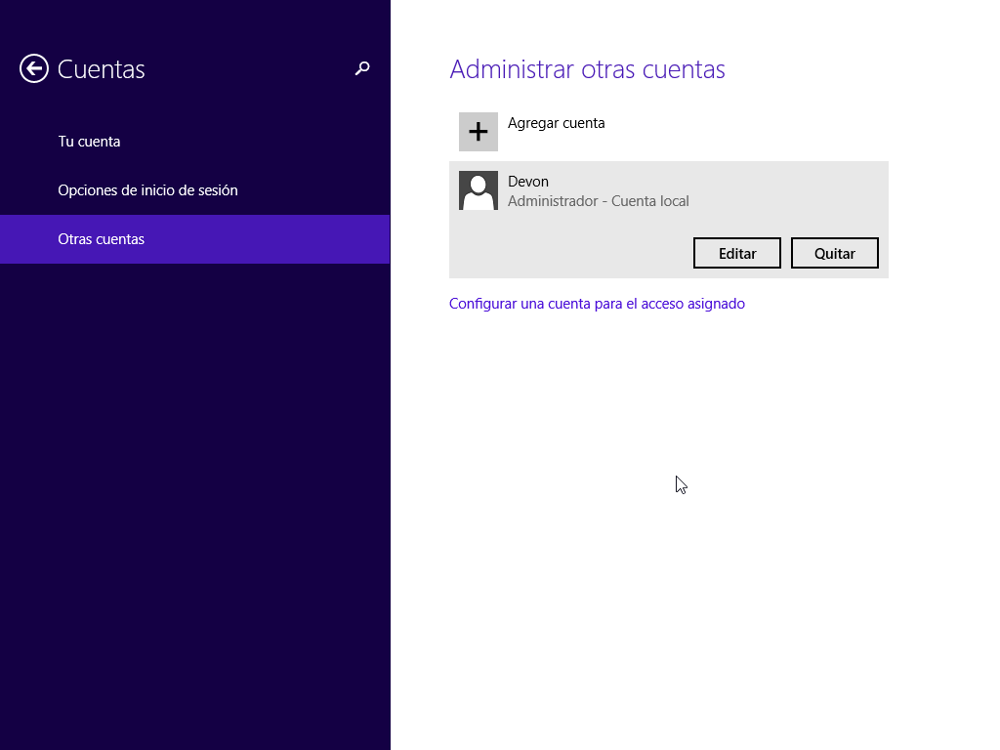 Cuentas
Tu cuenta
Opciones de inicio de sesión
Otras cuentas
Administrar otras cuentas
Agregar cuenta
Devon
Administrador - Cuenta local
Editar
Quitar
Configurar una cuenta para el acceso asignado